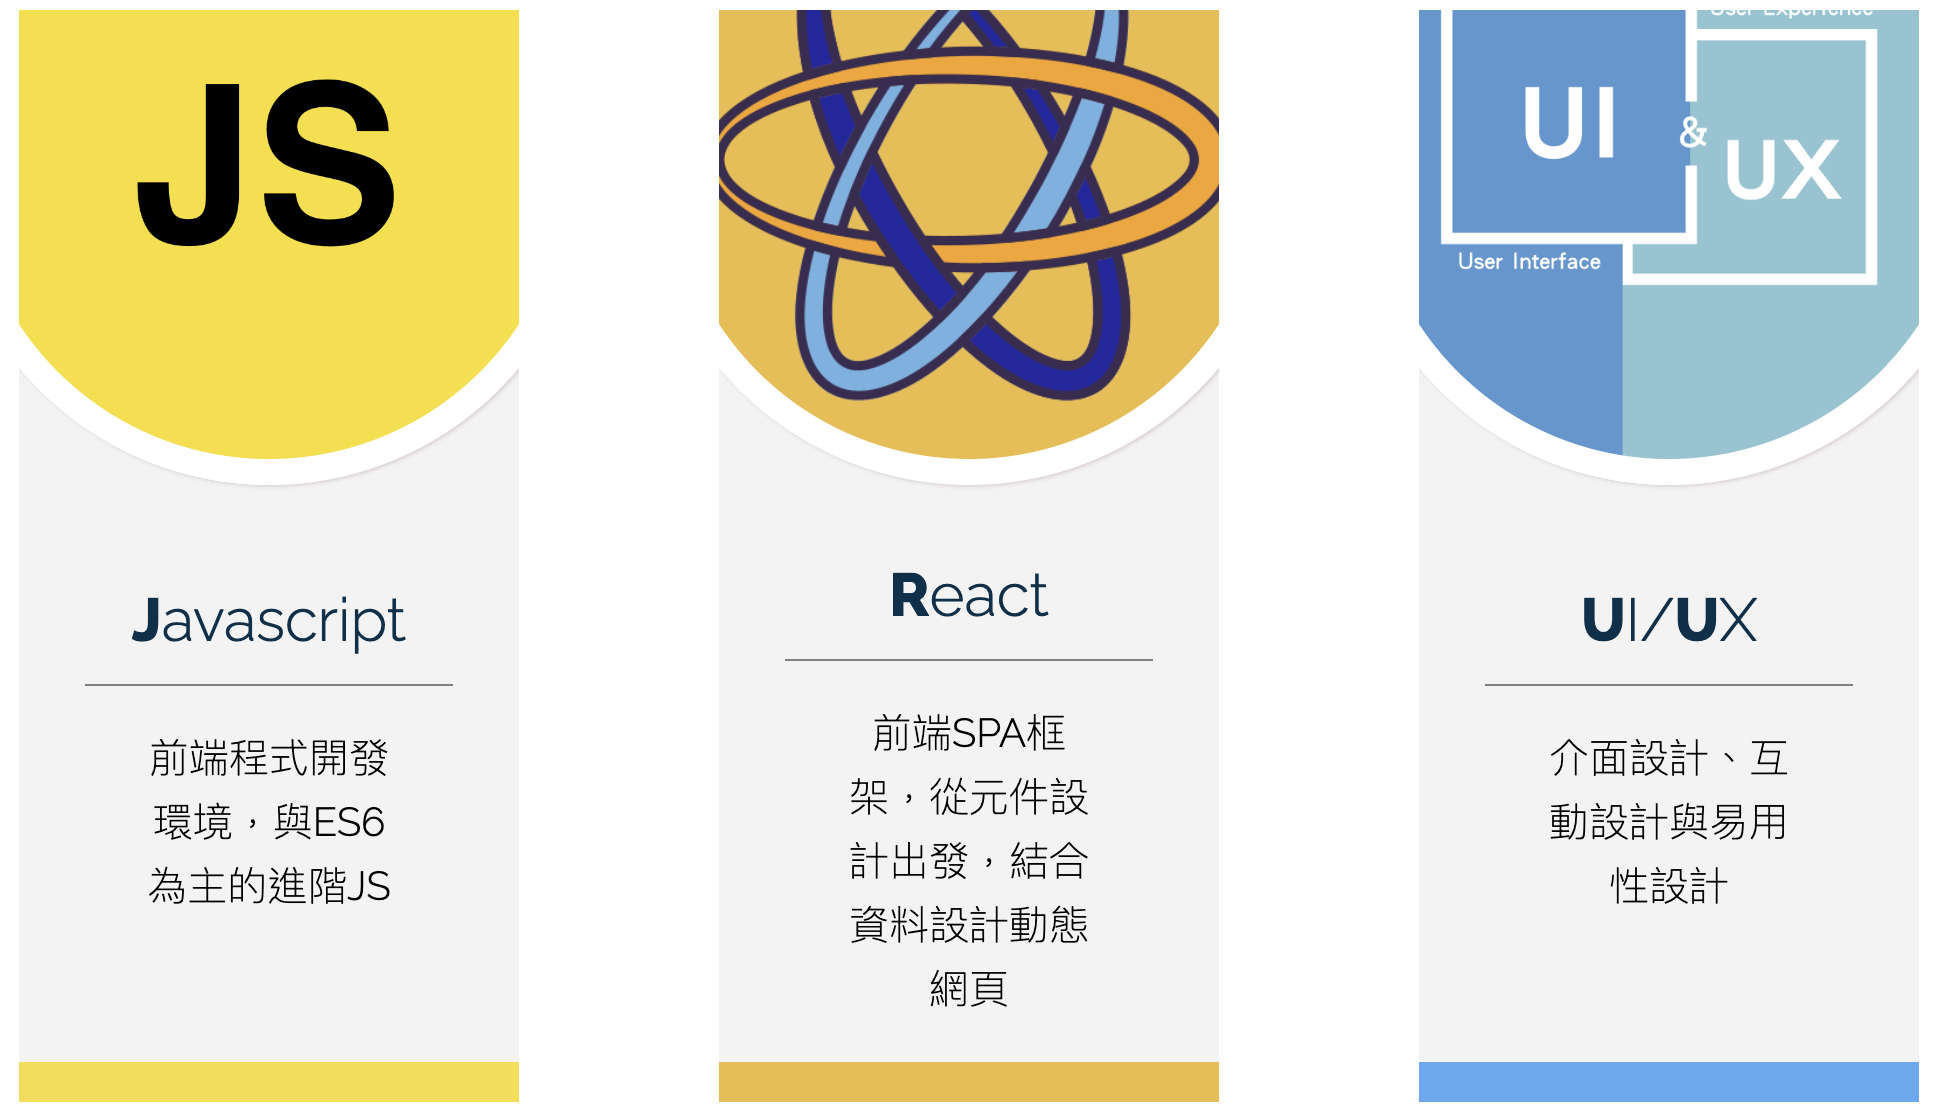 JS
Javascript
前端程式開發
環境，與ES6
為主的進階JS
React
前端SPA框
架，從元件設
計出發，結合
資料設計動態
網頁
User Experience
UI
&
UX
User Interface
UI/UX
介面設計、互
動設計與易用
性設計